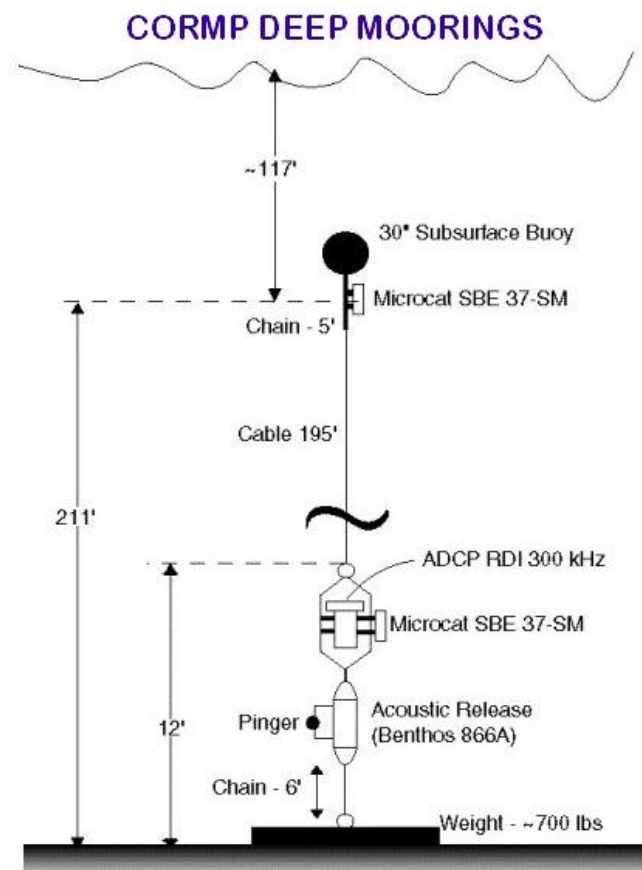 CORMP DEEP MOORINGS
~117'
30" Subsurface Buoy
Microcat SBE 37-SM
Chain - 5'
Cable 195'
211'
ADCP RDI 300 kHz
Microcat SBE 37-SM
12'
Pinger
Acoustic Release
(Benthos 866A)
Chain - 6'
Weight - ~700 lbs